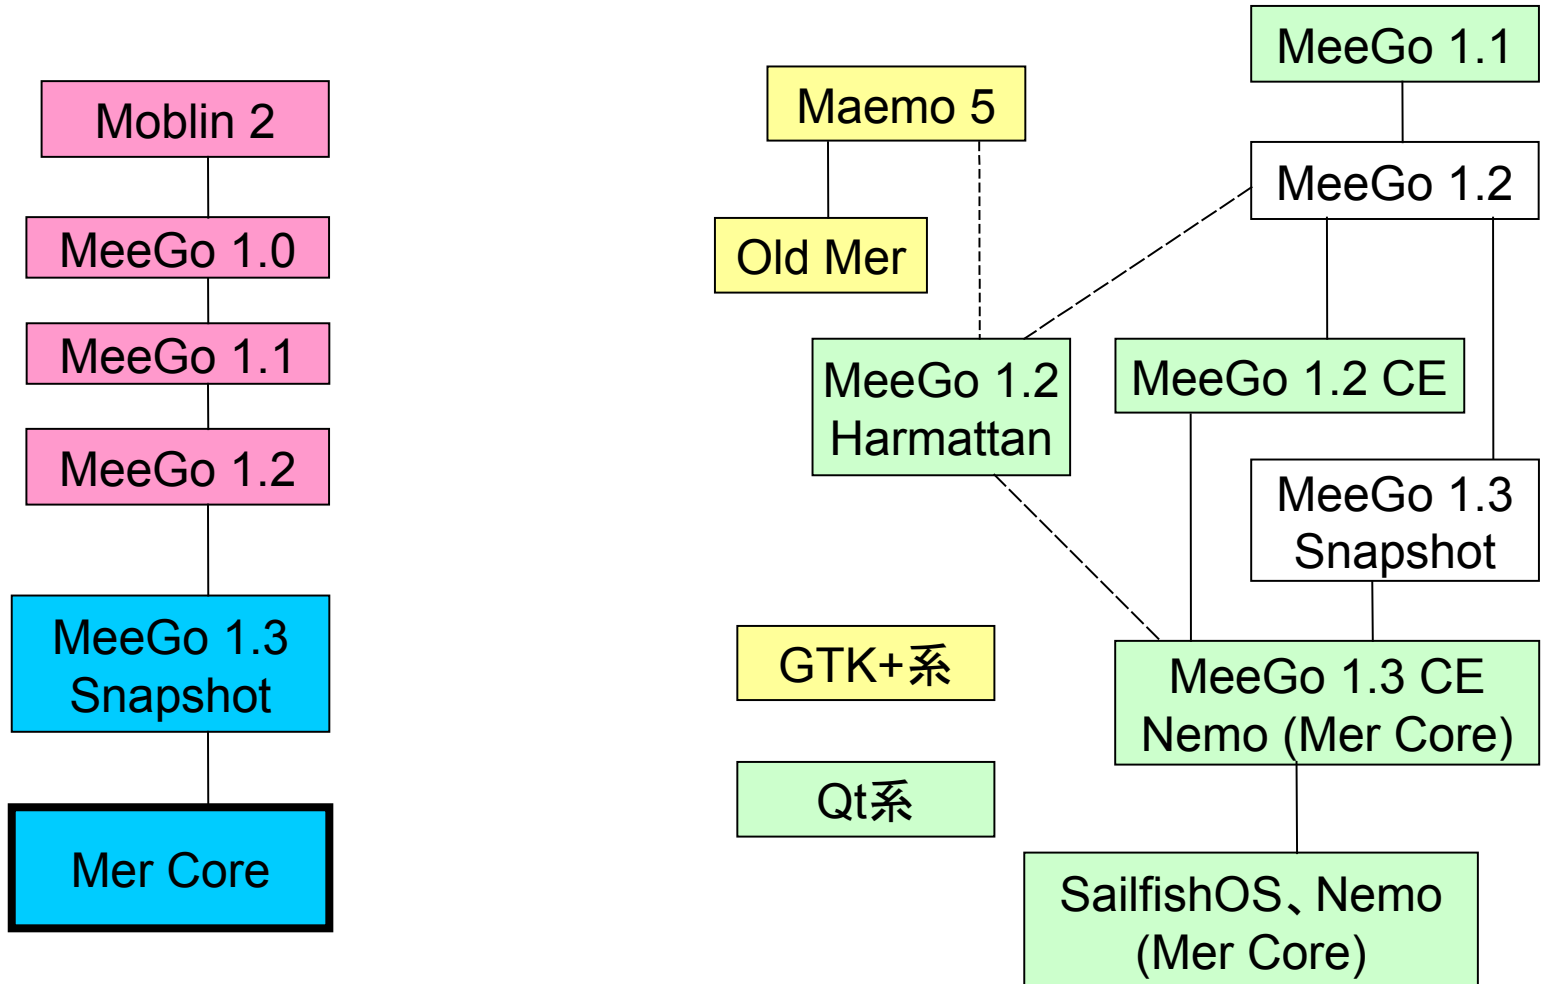 Moblin 2
MeeGo 1.0
MeeGo 1.1
MeeGo 1.2
MeeGo 1.3
Snapshot
Mer Core
Maemo 5
Old Mer
MeeGo 1.2
Harmattan
GTK+系
Qt系
MeeGo 1.1
MeeGo 1.2
MeeGo 1.2 CE
MeeGo 1.3
Snapshot
MeeGo 1.3 CE
Nemo (Mer Core)
SailfishOS、Nemo
(Mer Core)